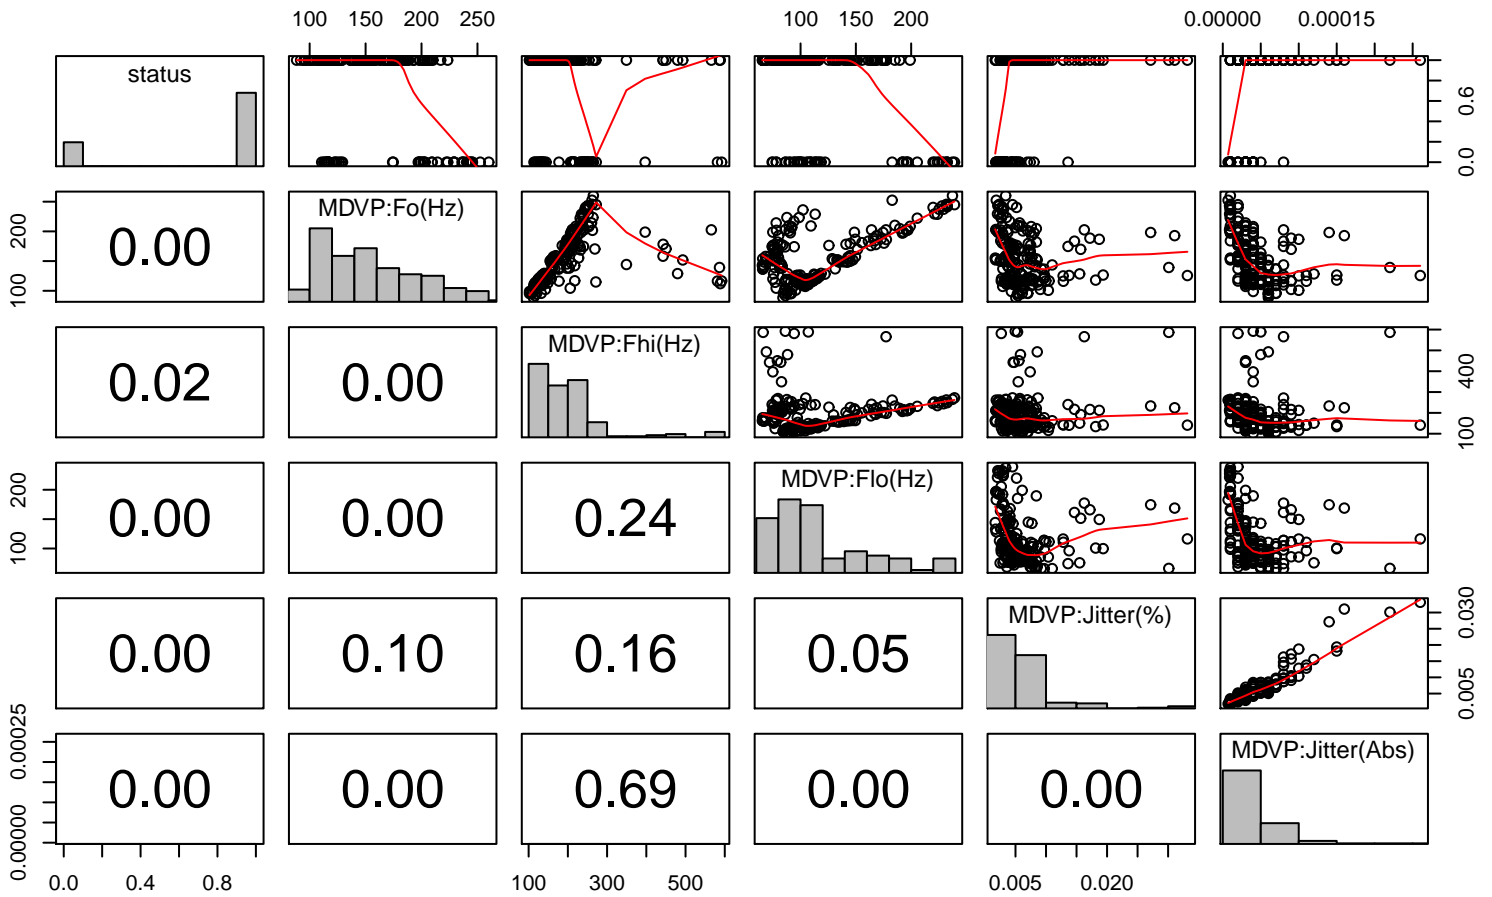 100 150 200 250 100 150 200 0.00000 0.00015
status
0.0 0.6
100 200
0.00 MDVP:Fo(Hz)
0.02 0.00 MDVP:Fhi(Hz)
100 400
100 200
0.00 0.00 0.24 MDVP:Flo(Hz)
0.00 0.10 0.16 0.05 MDVP:Jitter(%)
0.005 0.030
0.00000 0.00025
0.00 0.00 0.69 0.00 0.00 MDVP:Jitter(Abs)
0.0 0.4 0.8 100 300 500 0.005 0.020